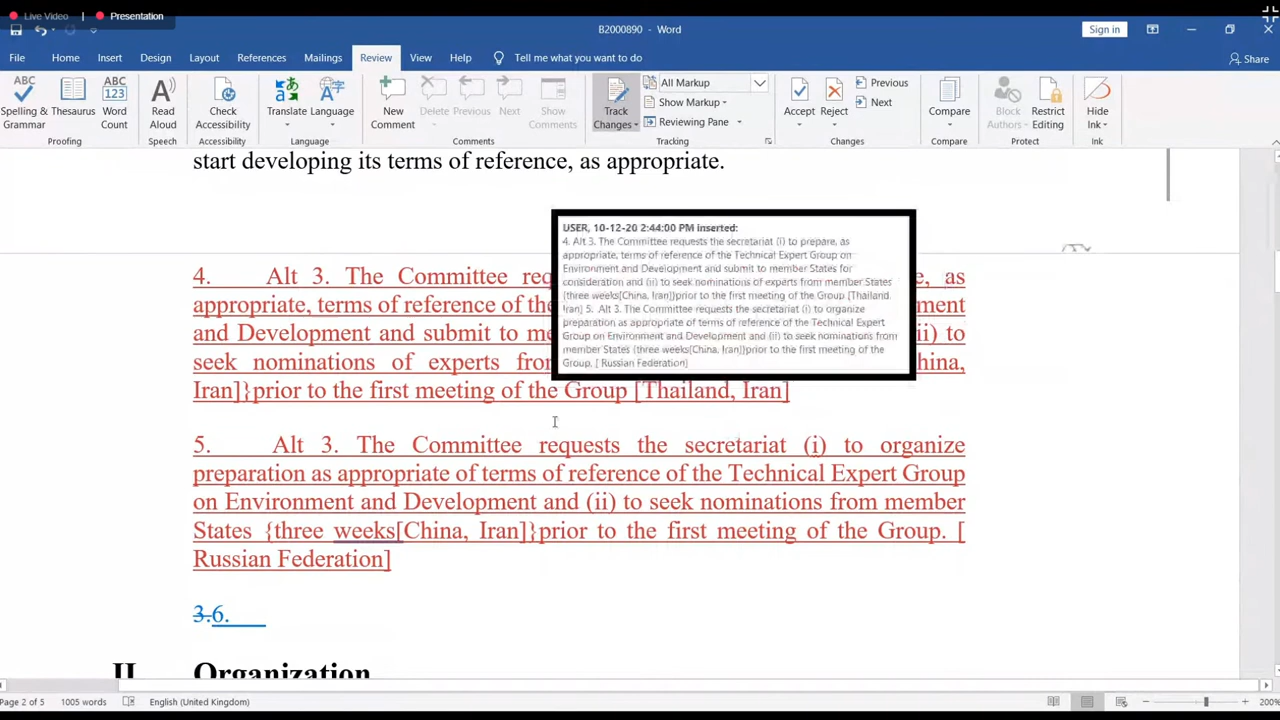 Live Video | Presentation
B2000890 - Word
Sign in
File Home Insert Design Layout References Mailings Review View Help Tell me what you want to do
Share
Spelling & Grammar
Thesaurus
Word Count
Proofing
Read Aloud
Speech
Check Accessibility
Accessibility
Translate
Language
Language
New Comment
Delete
Previous
Next
Show Comments
Comments
Track Changes
All Markup
Show Markup
Reviewing Pane
Tracking
Accept
Reject
Previous
Next
Changes
Compare
Compare
Block Authors
Restrict Editing
Protect
Hide Ink
Ink
start developing its terms of reference, as appropriate.
USER, 10-12-20 2:44:00 PM inserted:
4. Alt 3. The Committee requests the secretariat (i) to prepare, as
appropriate, terms of reference of the Technical Expert Group on
Environment and Development and submit to member States for
consideration and (ii) to seek nominations of experts from member States
{three weeks[China, Iran]}prior to the first meeting of the Group [Thailand,
Iran] 5. Alt 3. The Committee requests the secretariat (i) to organize
preparation as appropriate of terms of reference of the Technical Expert
Group on Environment and Development and (ii) to seek nominations from
member States {three weeks[China, Iran]}prior to the first meeting of the
Group. [ Russian Federation]
4. Alt 3. The Committee req e, as
appropriate, terms of reference of the ment
and Development and submit to me ii) to
seek nominations of experts from hina,
Iran]}prior to the first meeting of the Group [Thailand, Iran]
5. Alt 3. The Committee requests the secretariat (i) to organize
preparation as appropriate of terms of reference of the Technical Expert Group
on Environment and Development and (ii) to seek nominations from member
States {three weeks[China, Iran]}prior to the first meeting of the Group. [
Russian Federation]
3.6.
II Organization
Page 2 of 5 1005 words English (United Kingdom) 200%